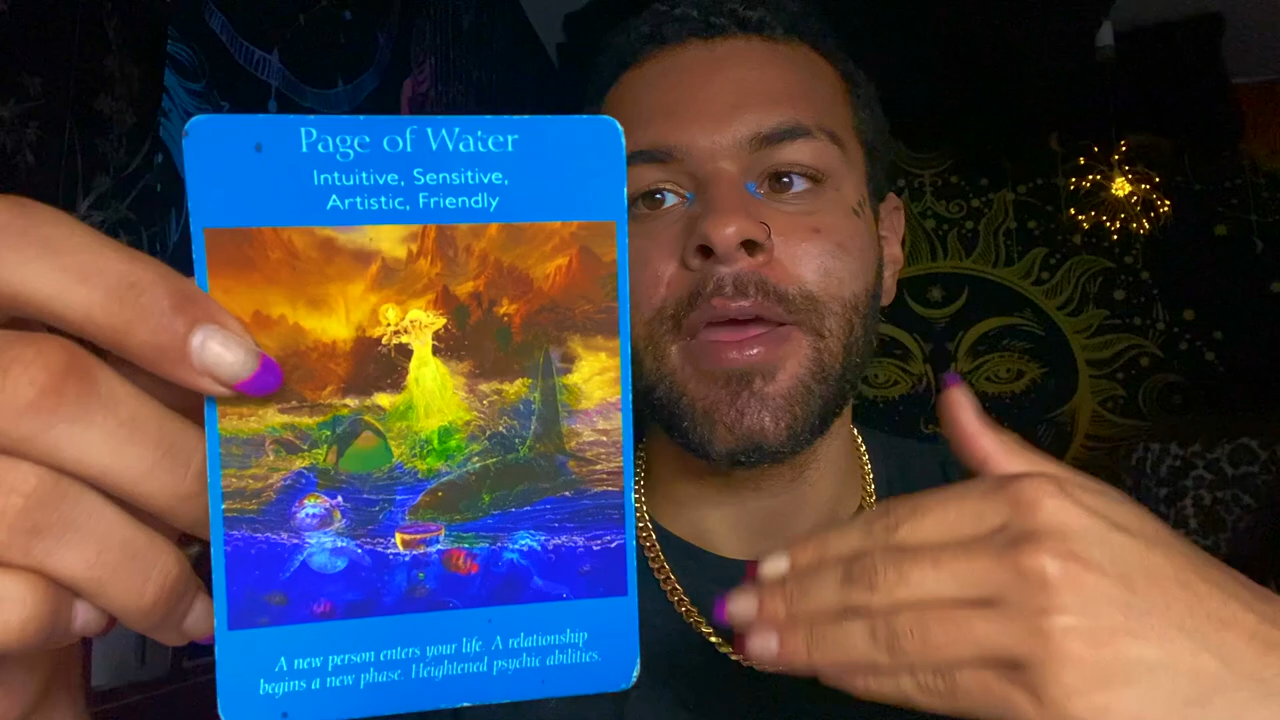 Page of Water
Intuitive, Sensitive,
Artistic, Friendly
A new person enters your life. A relationship
begins a new phase. Heightened psychic abilities.